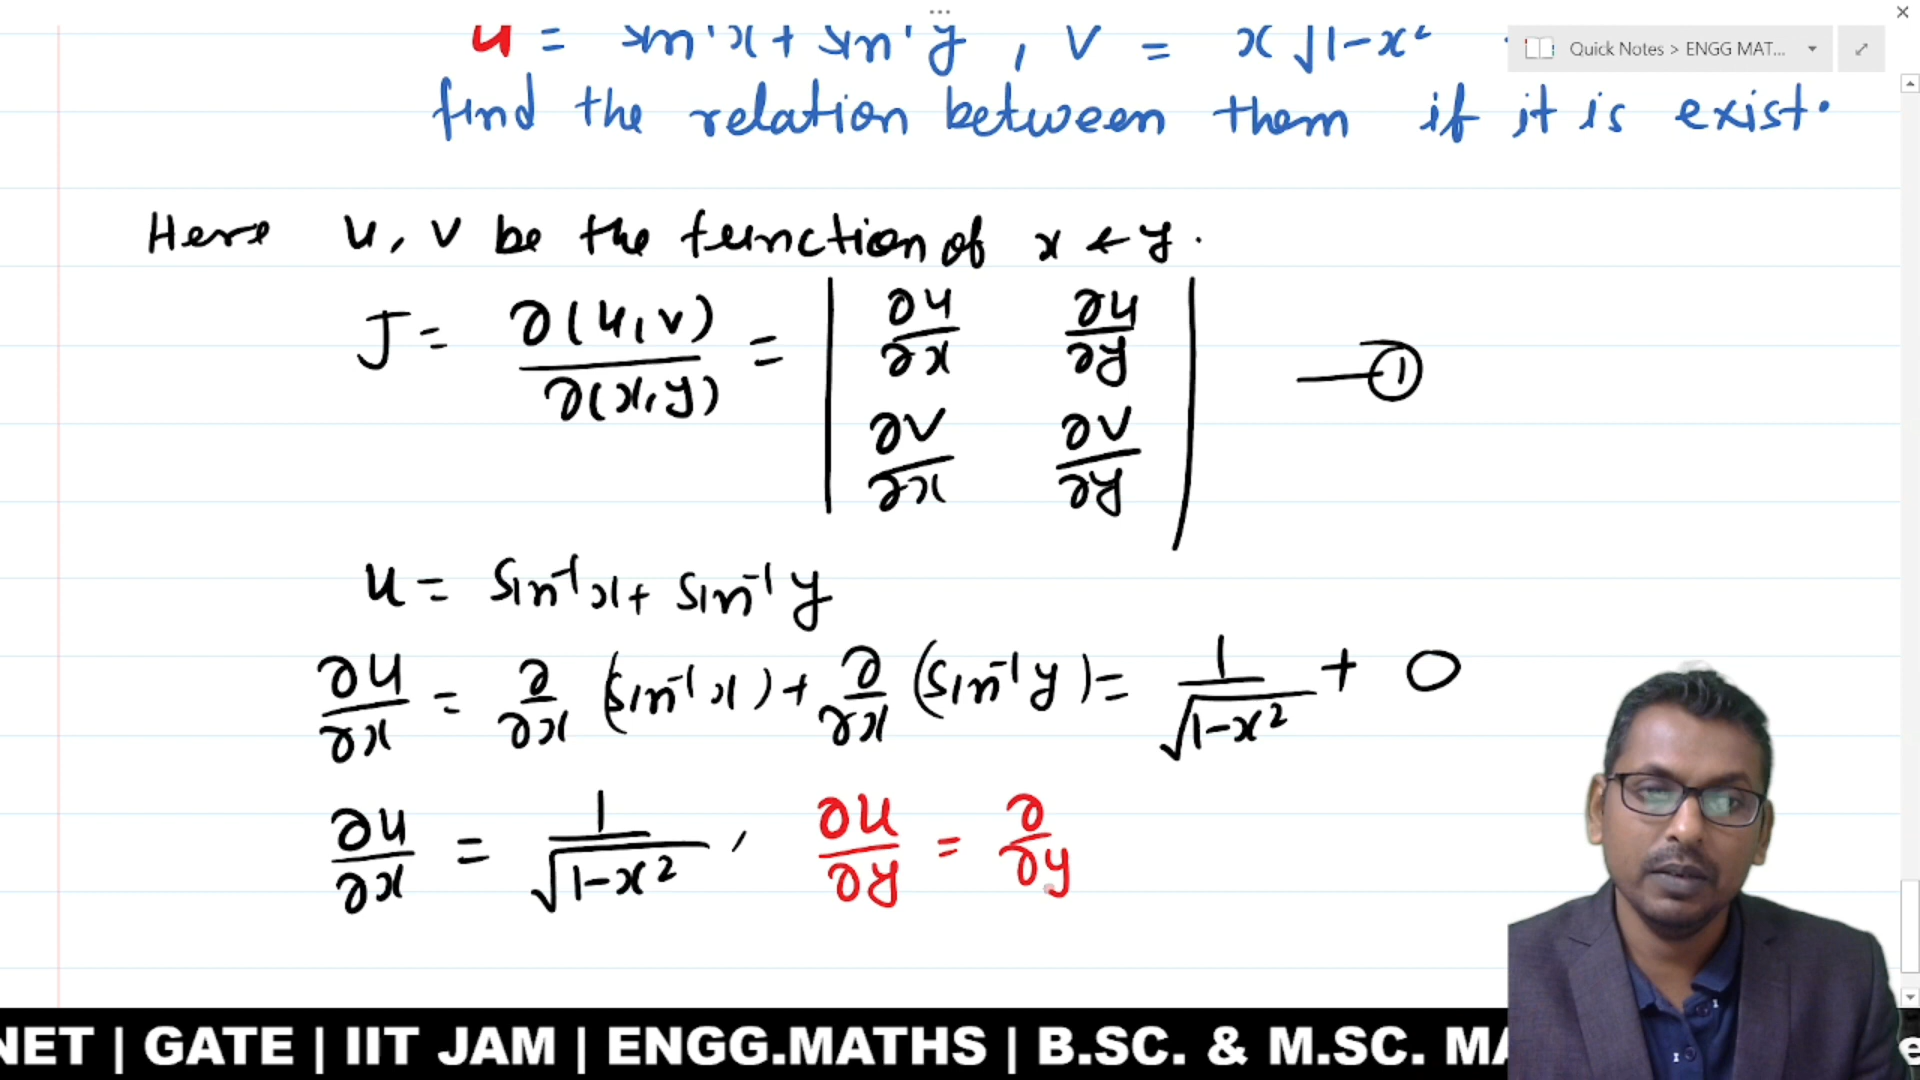 u = sin⁻¹x + sin⁻¹y , v = x√1-x²
Quick Notes > ENGG MAT...
find the relation between them if it is exist.
Here u, v be the function of x & y.
J = ∂(u,v)/∂(x,y) = | ∂u/∂x ∂u/∂y | —①
| ∂v/∂x ∂v/∂y |
u = Sin⁻¹x + Sin⁻¹y
∂u/∂x = ∂/∂x (Sin⁻¹x) + ∂/∂x (Sin⁻¹y) = 1/√1-x² + 0
∂u/∂x = 1/√1-x² , ∂u/∂y = ∂/∂y
NET | GATE | IIT JAM | ENGG.MATHS | B.SC. & M.SC.